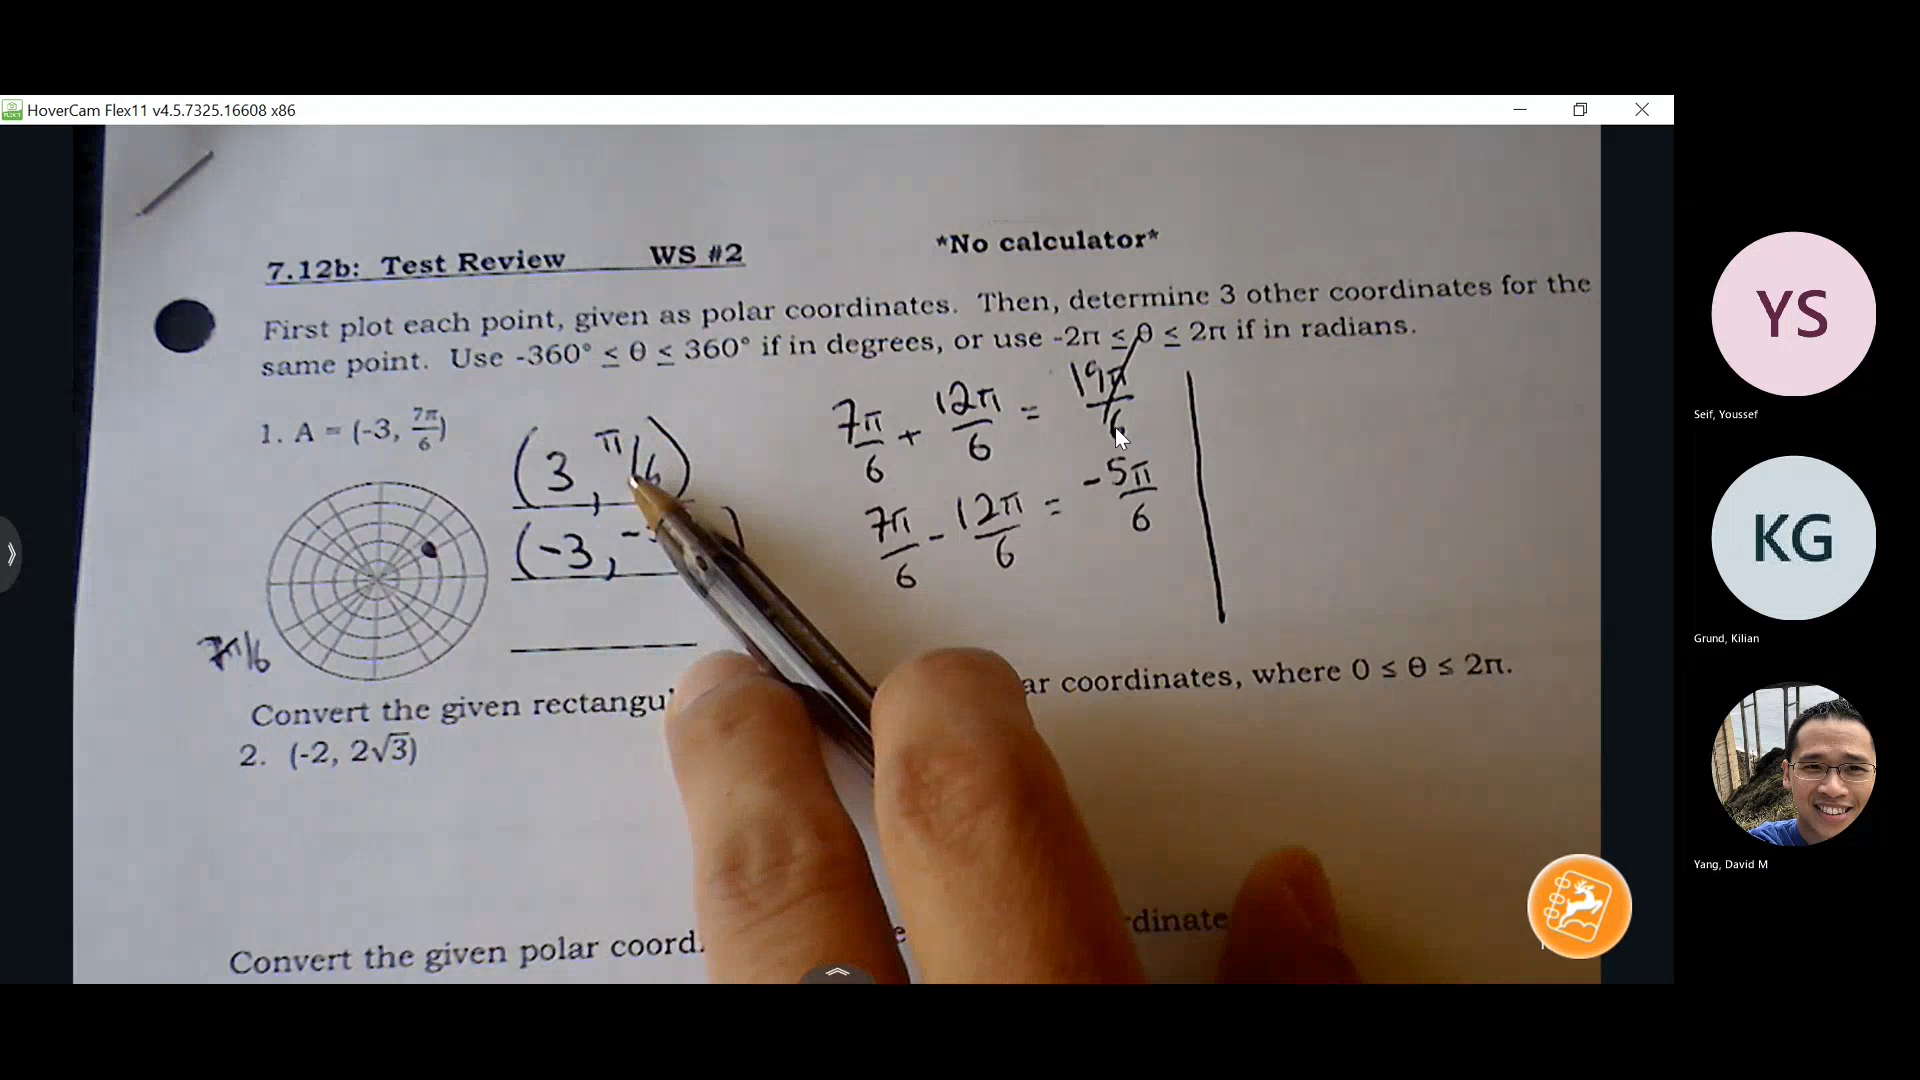 HoverCam Flex11 v4.5.7325.16608 x86
7.12b: Test Review WS #2 *No calculator*
First plot each point, given as polar coordinates. Then, determine 3 other coordinates for the
same point. Use -360° ≤ θ ≤ 360° if in degrees, or use -2π ≤ θ ≤ 2π if in radians.
1. A = (-3, 7π/6)
(3, π/6)
(-3, -
7π/6 + 12π/6 = 19π/6
7π/6 - 12π/6 = -5π/6
7π/6
Convert the given rectangu ar coordinates, where 0 ≤ θ ≤ 2π.
2. (-2, 2√3)
Convert the given polar coord. rdinate
YS
Seif, Youssef
KG
Grund, Kilian
Yang, David M